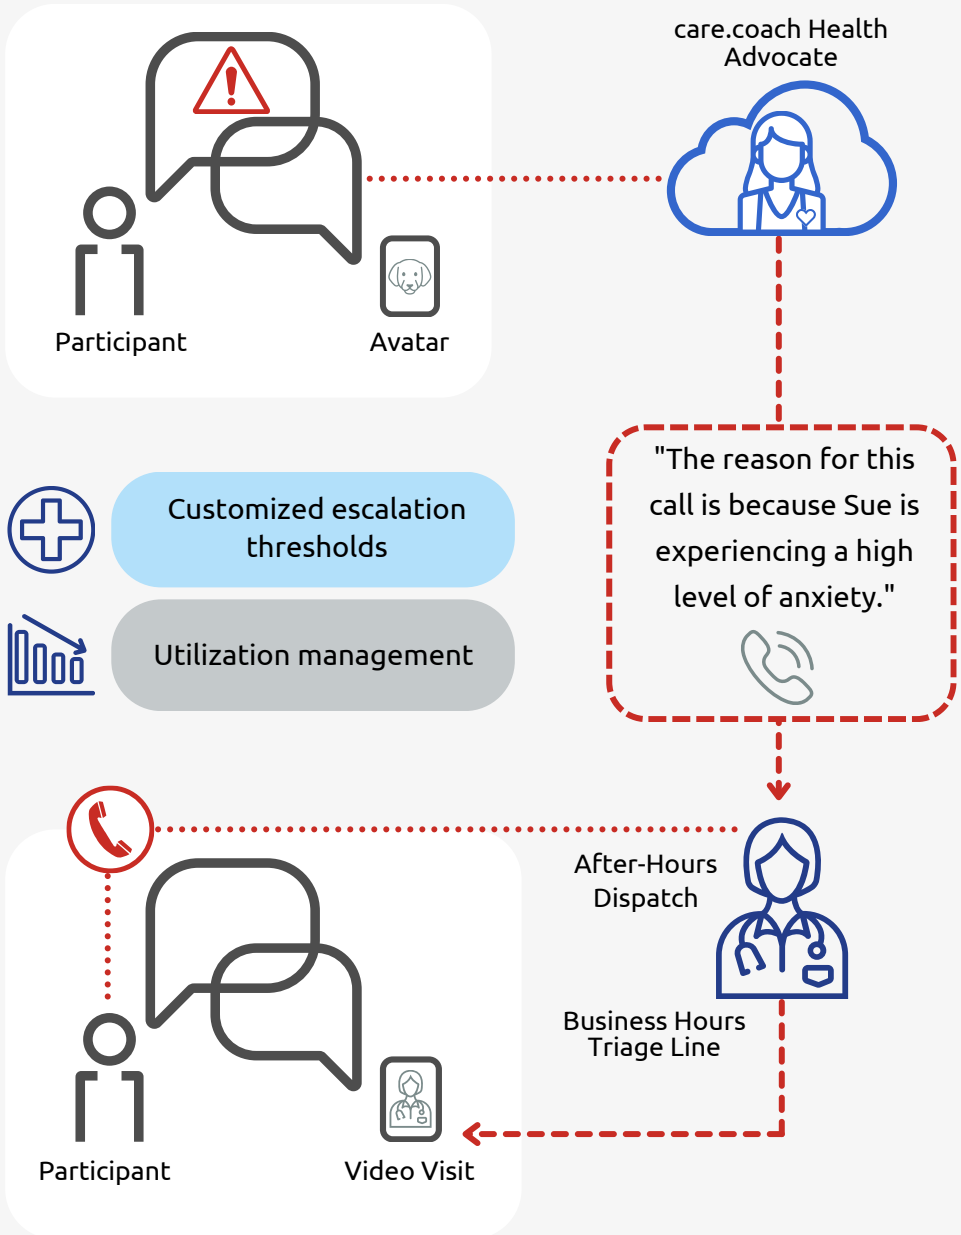 care.coach Health
Advocate
Participant
Avatar
"The reason for this
call is because Sue is
experiencing a high
level of anxiety."
Customized escalation
thresholds
Utilization management
After-Hours
Dispatch
Business Hours
Triage Line
Participant
Video Visit